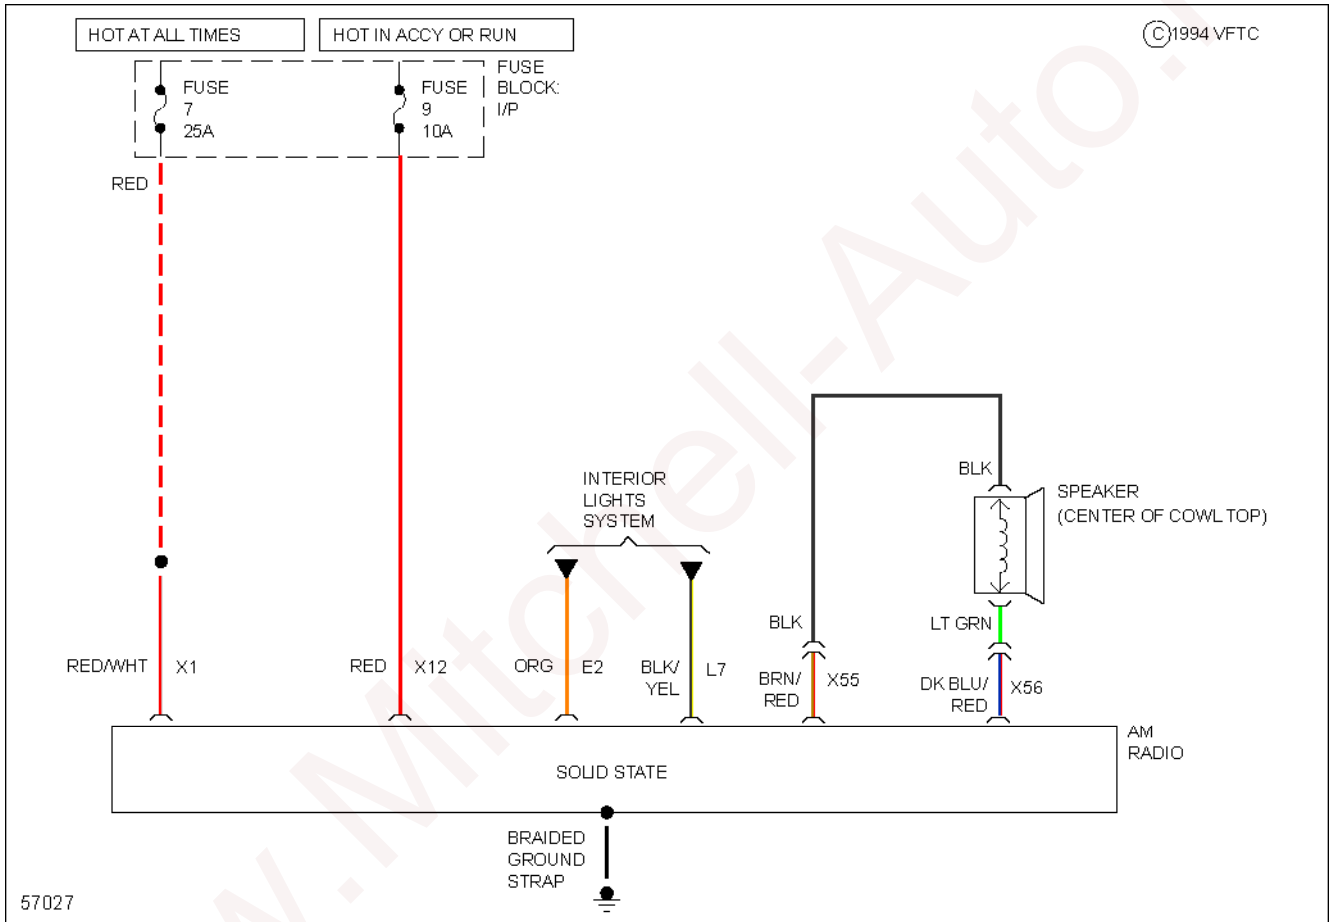 HOT AT ALL TIMES
HOT IN ACCY OR RUN
©1994 VFTC
FUSE
7
25A
FUSE
9
10A
FUSE
BLOCK:
I/P
RED
INTERIOR
LIGHTS
SYSTEM
BLK
SPEAKER
(CENTER OF COWL TOP)
BLK
LT GRN
RED/WHT
X1
RED
X12
ORG
E2
BLK/
YEL
L7
BRN/
RED
X55
DK BLU/
RED
X56
AM
RADIO
SOLID STATE
BRAIDED
GROUND
STRAP
57027
w.Mitchell-Auto.